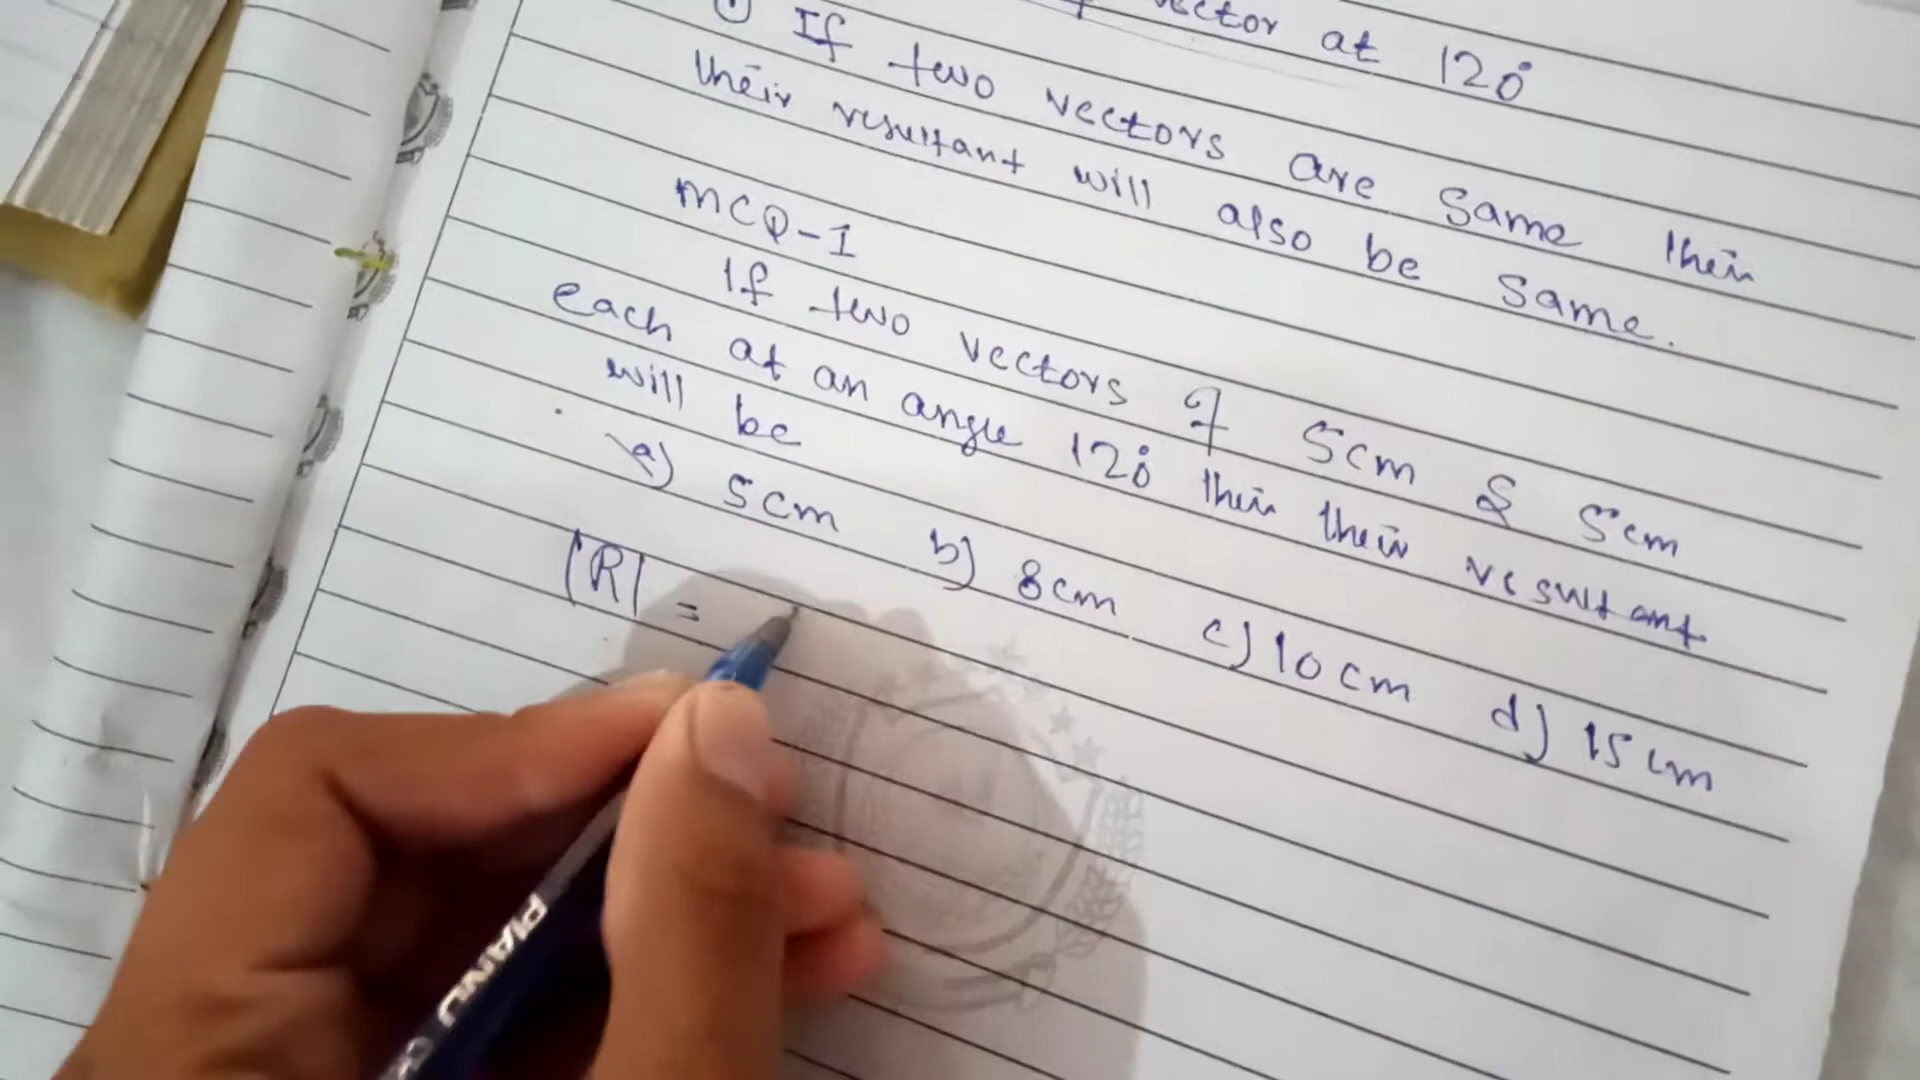 vector at 120°
① If two vectors are same then
their resultant will also be same.
MCQ-I
If two vectors of 5cm & 5cm
each at an angle 120° then their resultant
will be
a) 5cm b) 8cm c) 10cm d) 15cm
|R| =
PIANO